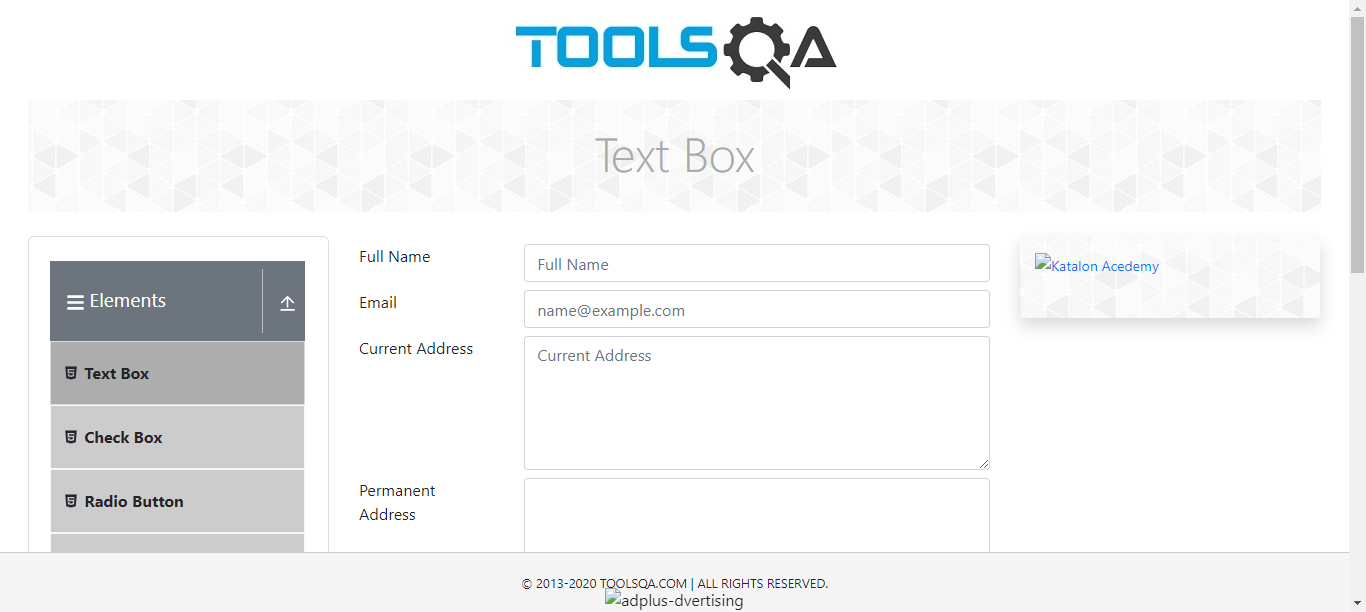 TOOLSQA
Text Box
Elements
Text Box
Check Box
Radio Button
Full Name
Full Name
Email
name@example.com
Current Address
Current Address
Permanent
Address
Katalon Acedemy
© 2013-2020 TOOLSQA.COM | ALL RIGHTS RESERVED.
adplus-dvertising